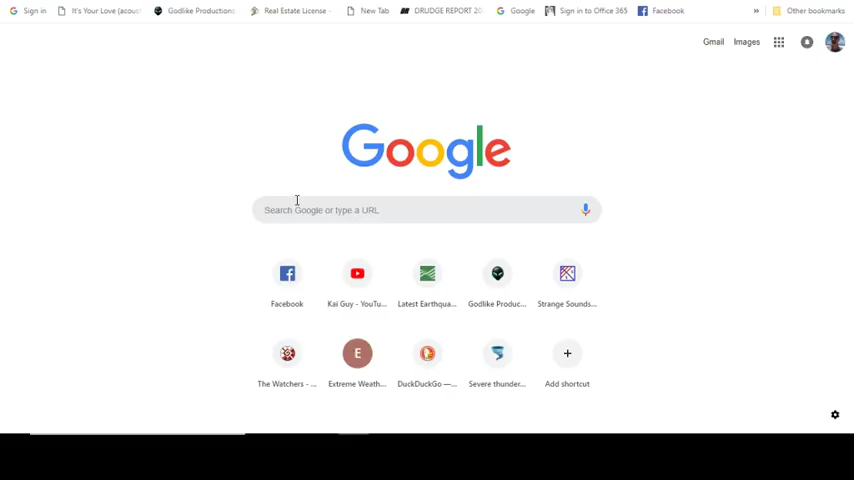 Sign in It's Your Love (acous Godlike Productions Real Estate License - New Tab DRUDGE REPORT 20 Google Sign in to Office 365 Facebook » Other bookmarks
Gmail Images
Google
Search Google or type a URL
Facebook Kai Guy - YouTu... Latest Earthqua... Godlike Produc... Strange Sounds...
E
The Watchers - ... Extreme Weath... DuckDuckGo —... Severe thunder... Add shortcut